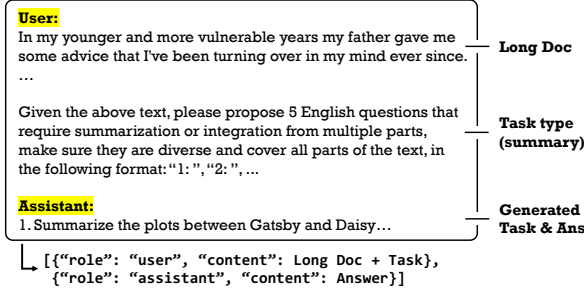 User:
In my younger and more vulnerable years my father gave me
some advice that I've been turning over in my mind ever since.
…
Long Doc
Given the above text, please propose 5 English questions that
require summarization or integration from multiple parts,
make sure they are diverse and cover all parts of the text, in
the following format: “1: ”, “2: ”, ...
Task type
(summary)
Assistant:
1. Summarize the plots between Gatsby and Daisy…
Generated
Task & Ans
[{“role”: “user”, “content”: Long Doc + Task},
{“role”: “assistant”, “content”: Answer}]